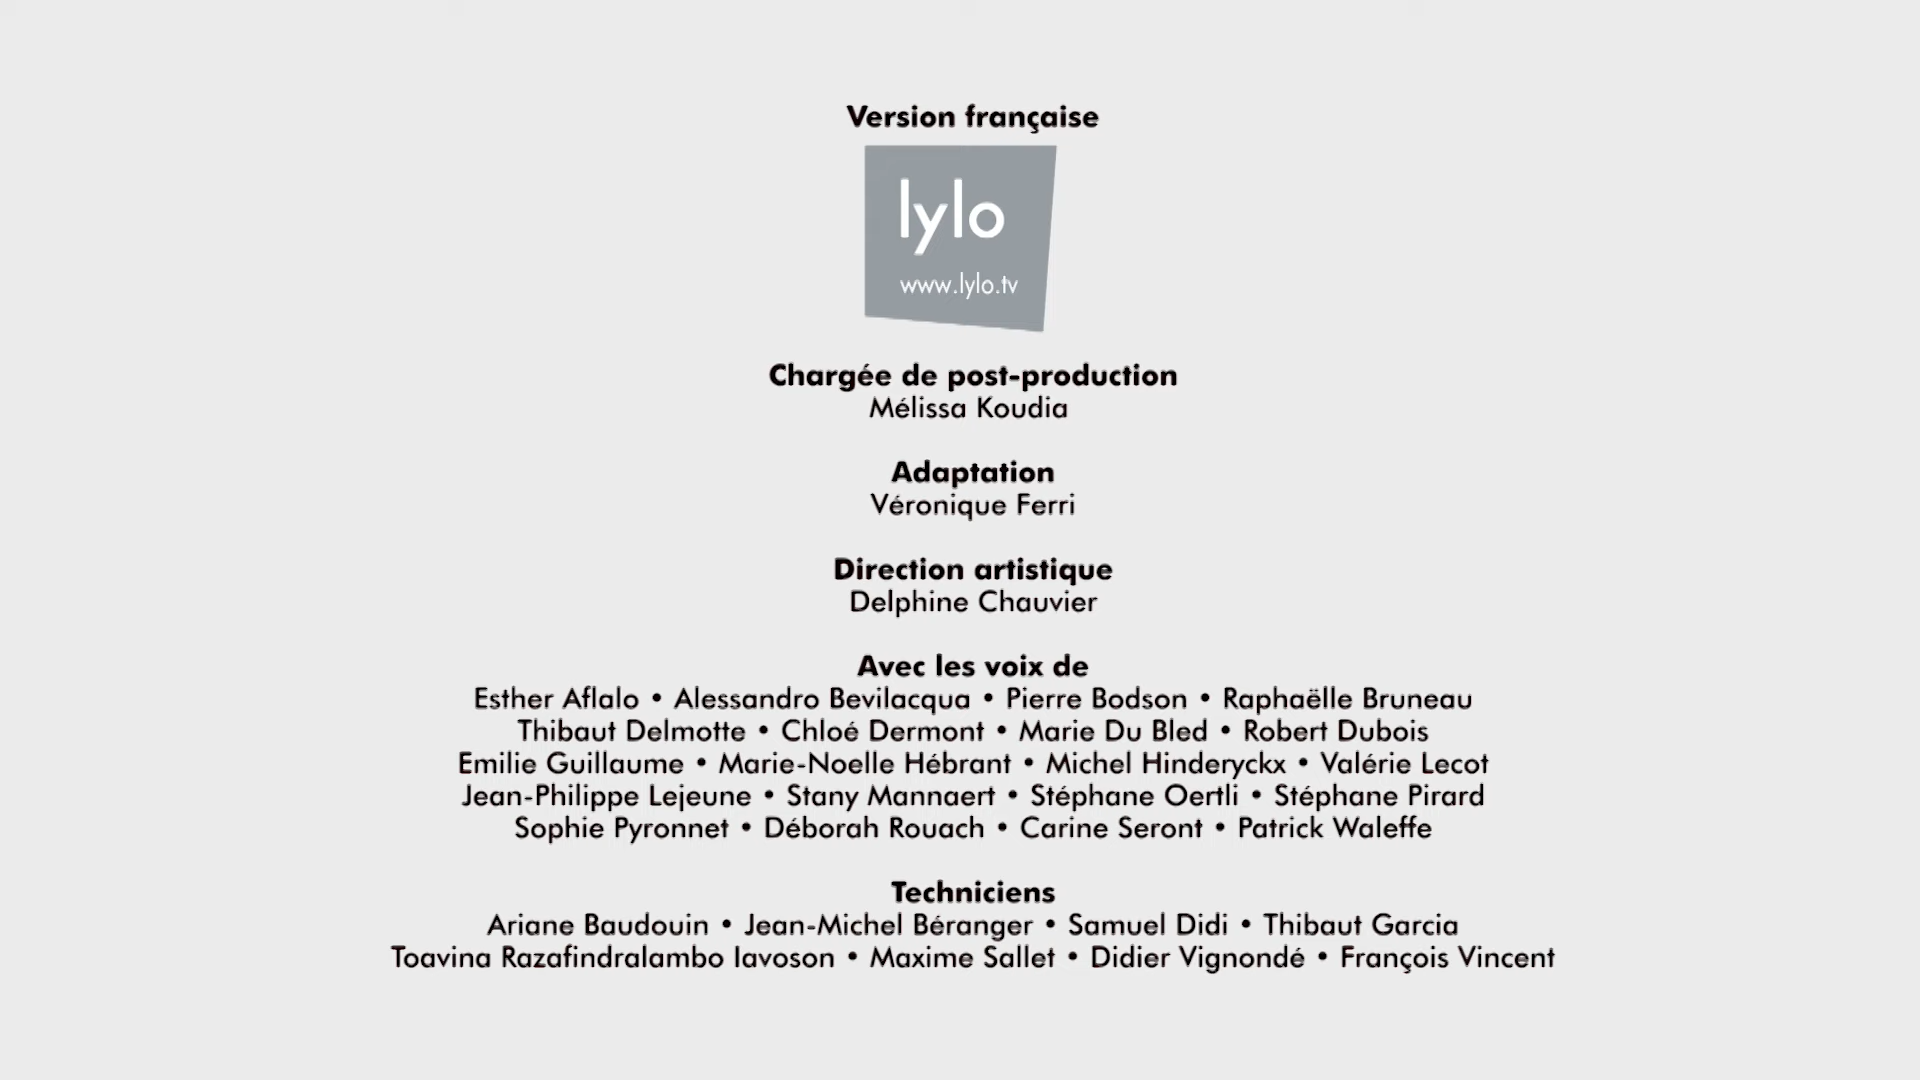 Version française
lylo
www.lylo.tv
Chargée de post-production
Mélissa Koudia
Adaptation
Véronique Ferri
Direction artistique
Delphine Chauvier
Avec les voix de
Esther Aflalo • Alessandro Bevilacqua • Pierre Bodson • Raphaëlle Bruneau
Thibaut Delmotte • Chloé Dermont • Marie Du Bled • Robert Dubois
Emilie Guillaume • Marie-Noelle Hébrant • Michel Hinderyckx • Valérie Lecot
Jean-Philippe Lejeune • Stany Mannaert • Stéphane Oertli • Stéphane Pirard
Sophie Pyronnet • Déborah Rouach • Carine Seront • Patrick Waleffe
Techniciens
Ariane Baudouin • Jean-Michel Béranger • Samuel Didi • Thibaut Garcia
Toavina Razafindralambo Iavoson • Maxime Sallet • Didier Vignondé • François Vincent